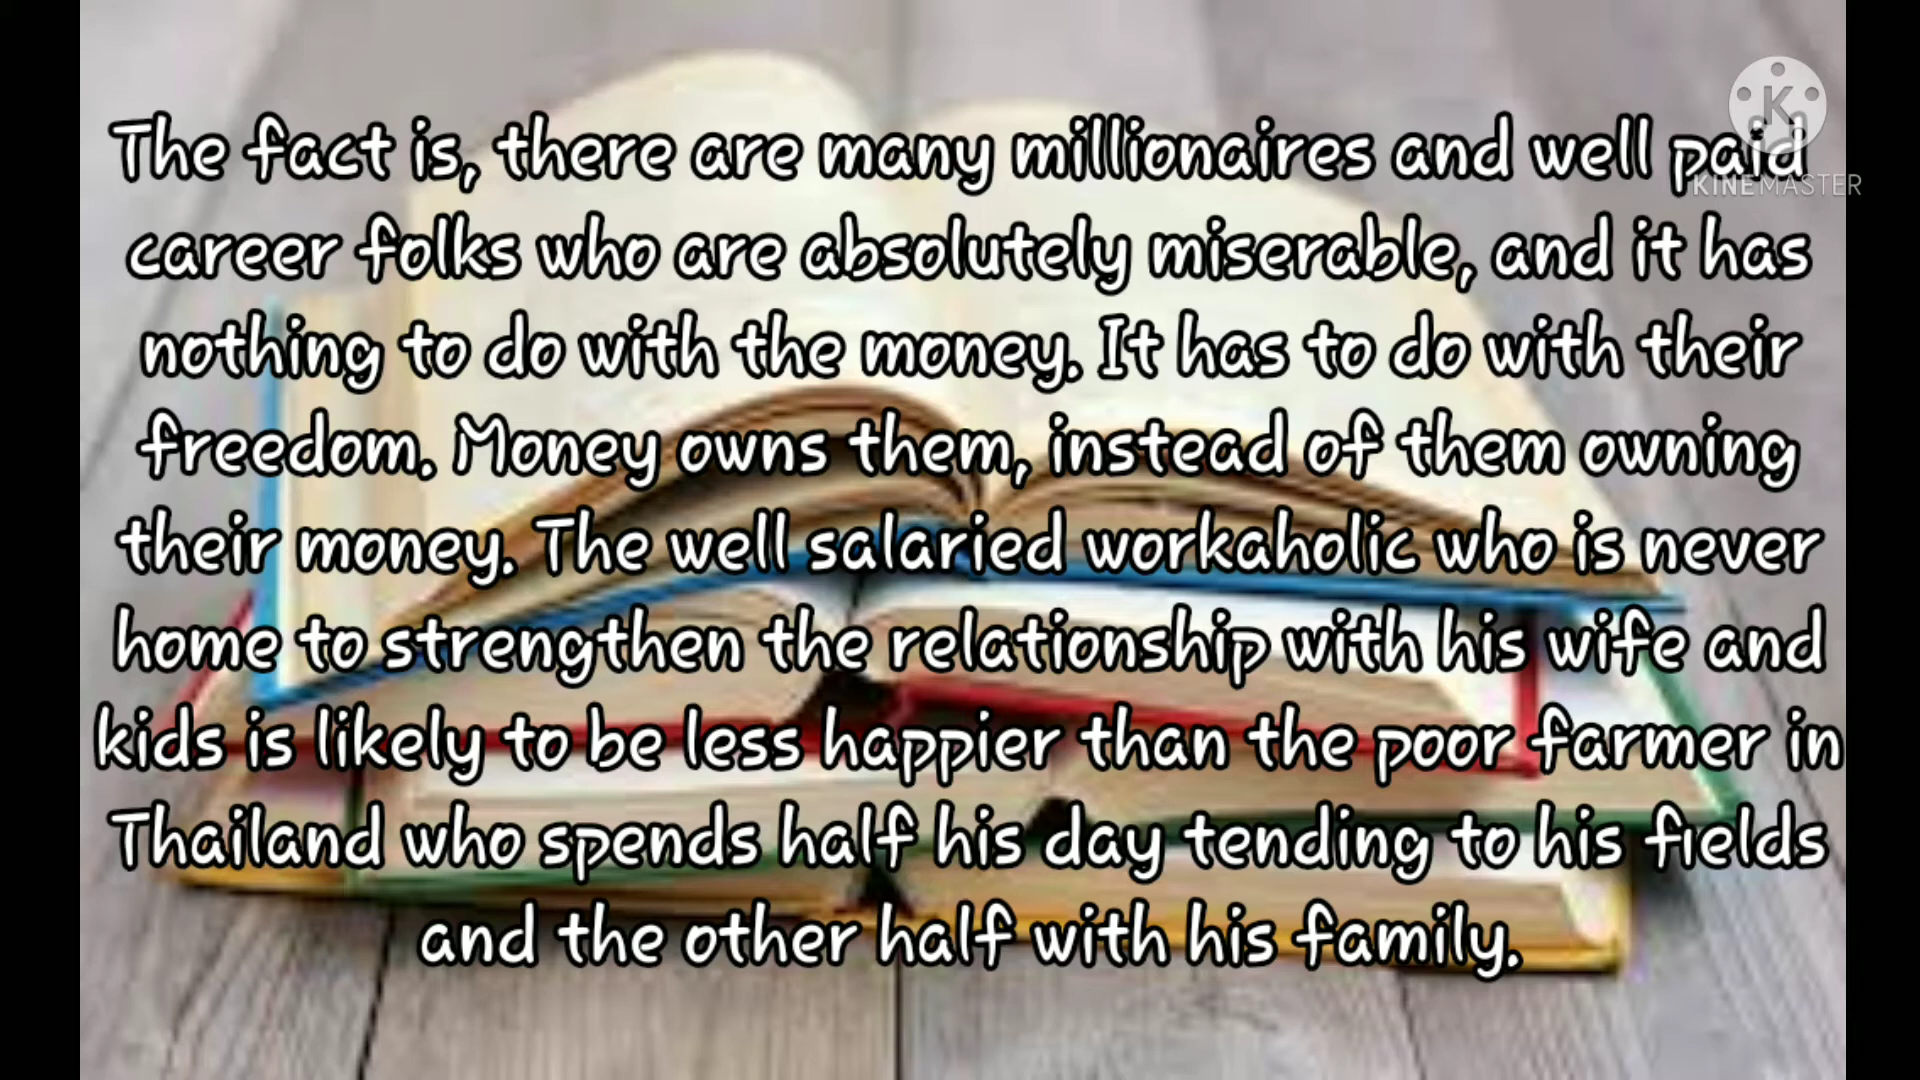 The fact is, there are many millionaires and well paid
career folks who are absolutely miserable, and it has
nothing to do with the money. It has to do with their
freedom. Money owns them, instead of them owning
their money. The well salaried workaholic who is never
home to strengthen the relationship with his wife and
kids is likely to be less happier than the poor farmer in
Thailand who spends half his day tending to his fields
and the other half with his family.
K
KINEMASTER